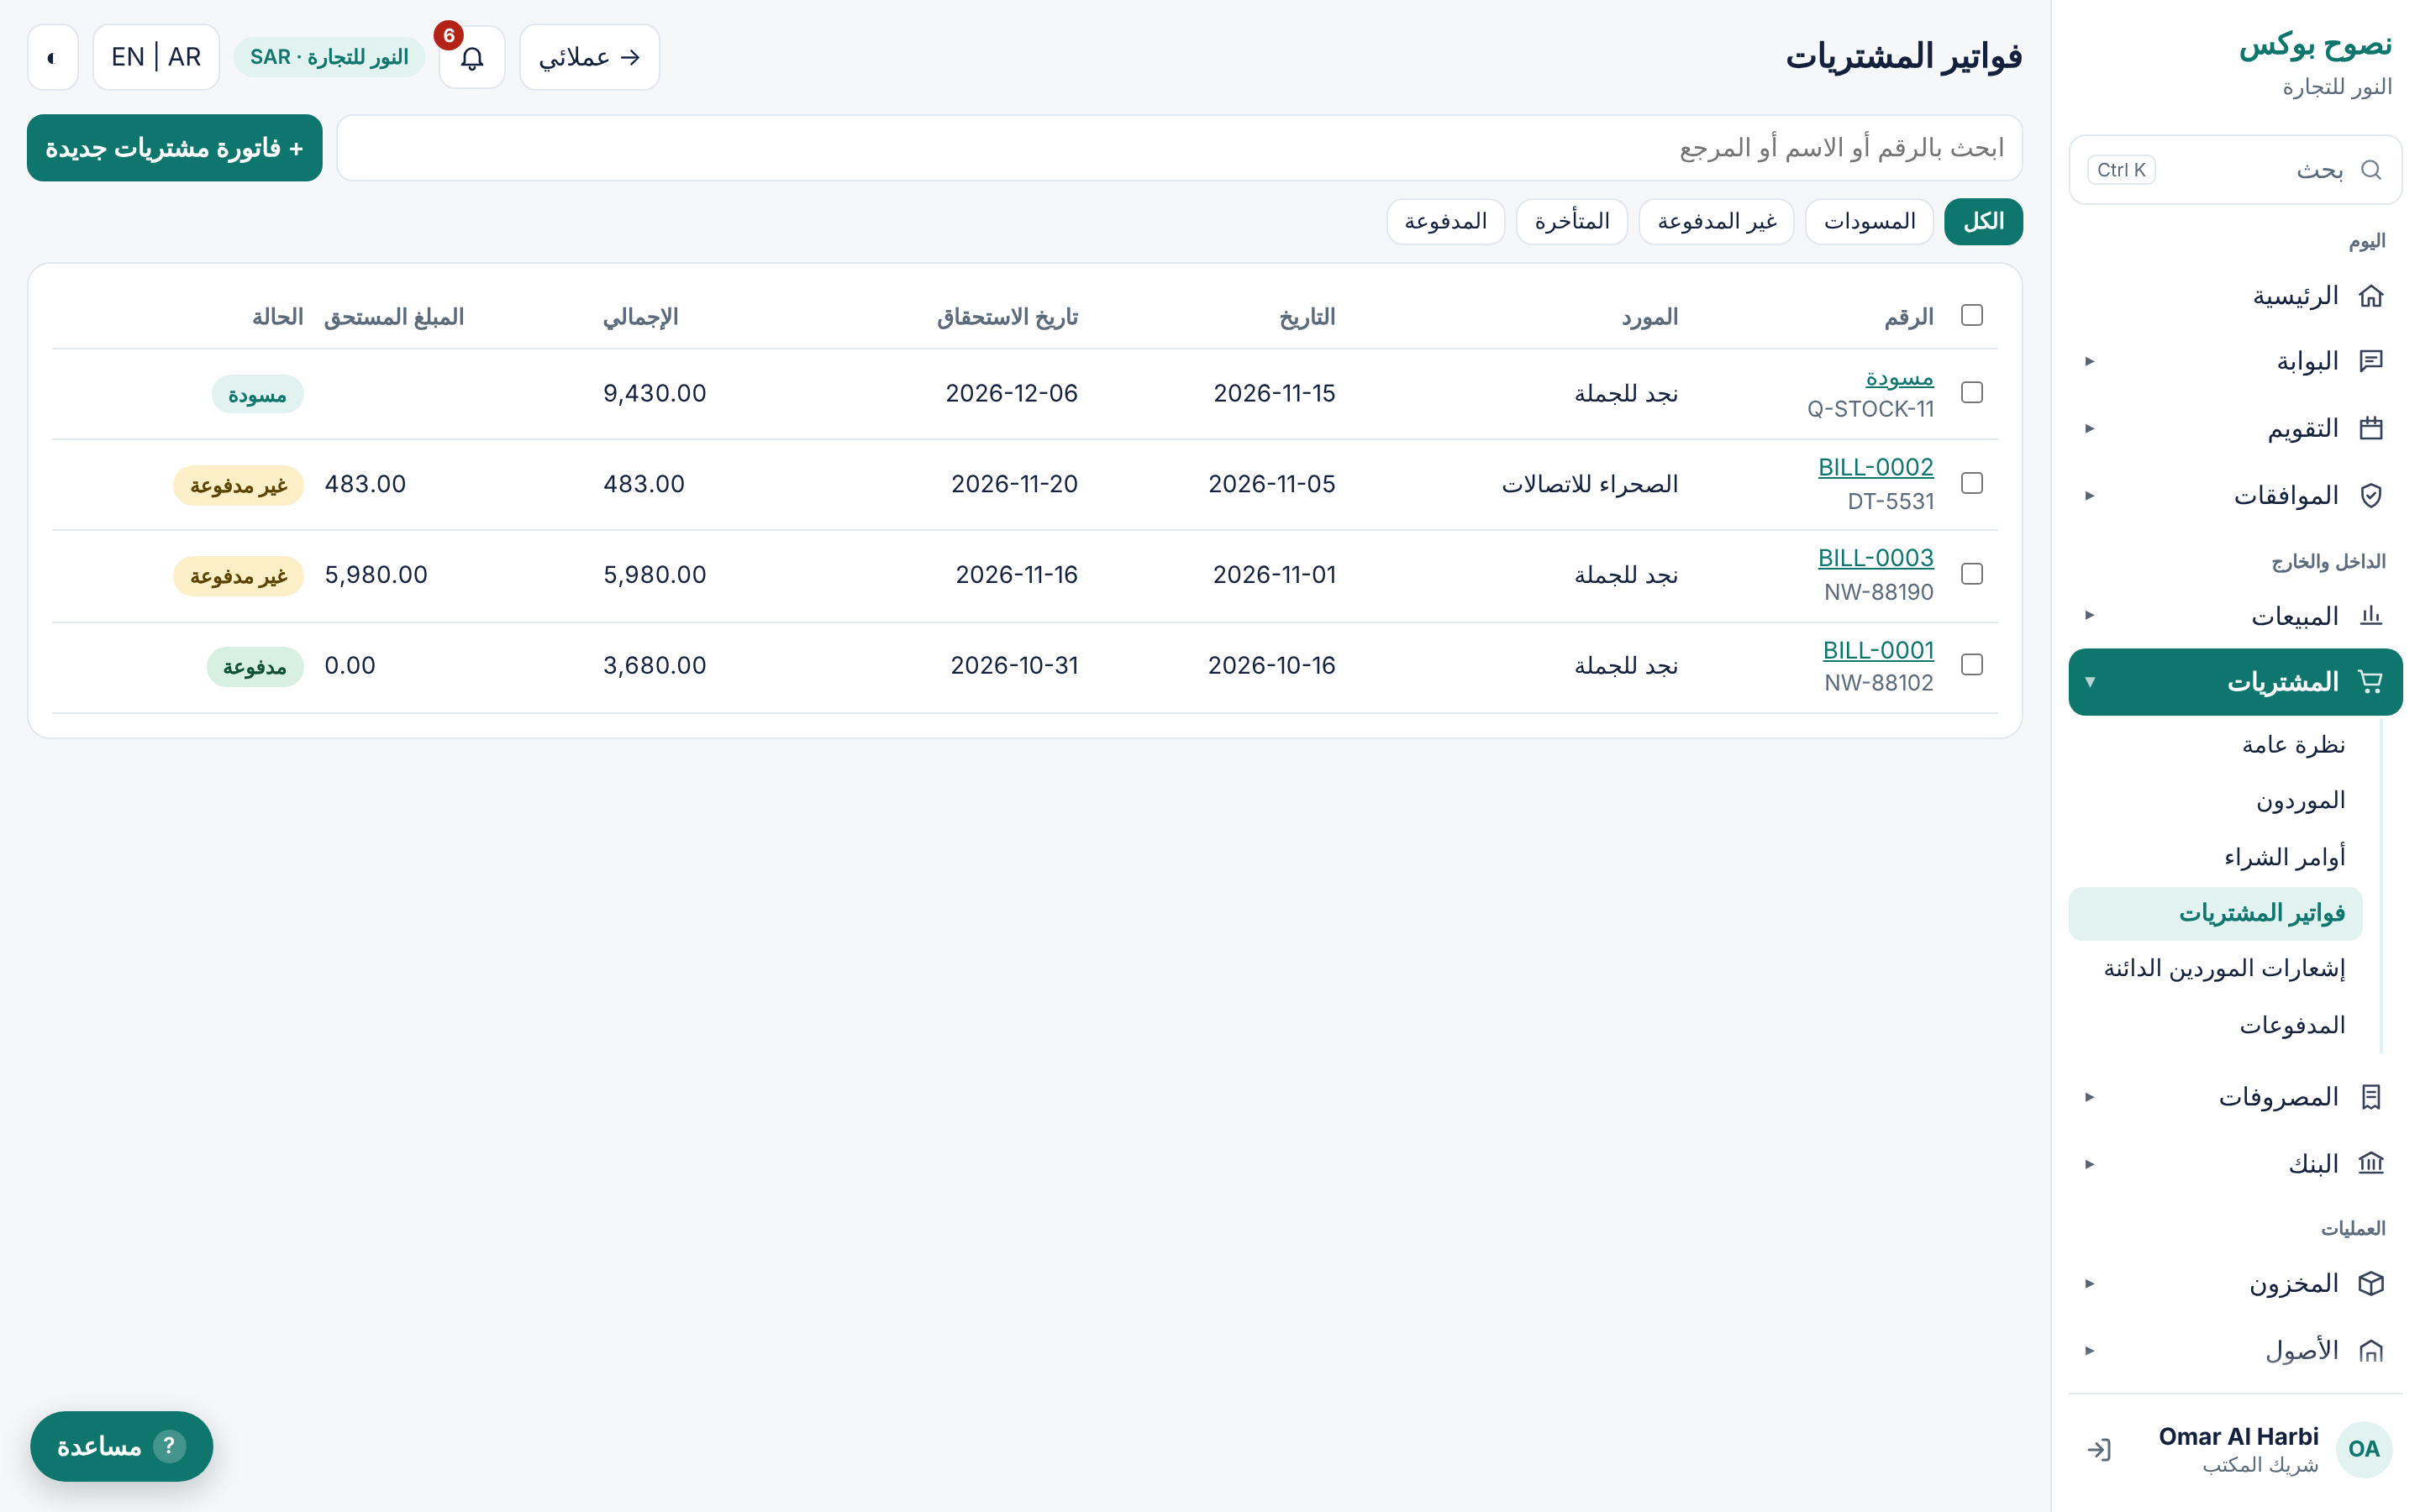 نصوح بوكس
النور للتجارة
بحث Ctrl K
اليوم
الرئيسية
البوابة
التقويم
الموافقات
الداخل والخارج
المبيعات
المشتريات
نظرة عامة
الموردون
أوامر الشراء
فواتير المشتريات
إشعارات الموردين الدائنة
المدفوعات
المصروفات
البنك
العمليات
المخزون
الأصول
OA Omar Al Harbi
شريك المكتب
فواتير المشتريات
→ عملائي
6
النور للتجارة · SAR
EN | AR
ابحث بالرقم أو الاسم أو المرجع
+ فاتورة مشتريات جديدة
الكل المسودات غير المدفوعة المتأخرة المدفوعة
الرقم المورد التاريخ تاريخ الاستحقاق الإجمالي المبلغ المستحق الحالة
مسودة نجد للجملة 2026-11-15 2026-12-06 9,430.00 مسودة
Q-STOCK-11
BILL-0002 الصحراء للاتصالات 2026-11-05 2026-11-20 483.00 483.00 غير مدفوعة
DT-5531
BILL-0003 نجد للجملة 2026-11-01 2026-11-16 5,980.00 5,980.00 غير مدفوعة
NW-88190
BILL-0001 نجد للجملة 2026-10-16 2026-10-31 3,680.00 0.00 مدفوعة
NW-88102
? مساعدة